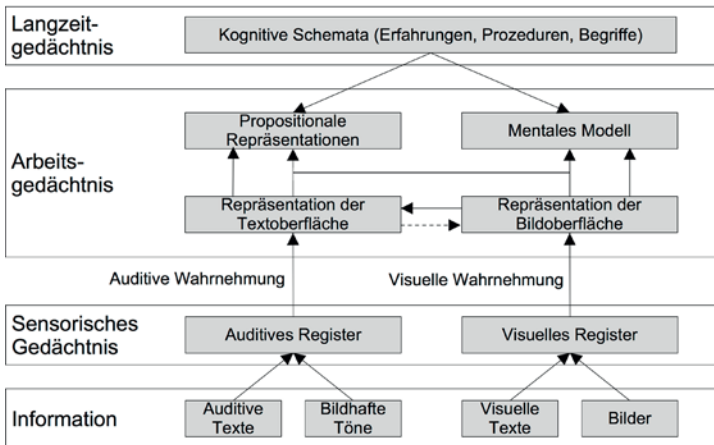 Langzeit-
gedächtnis
Kognitive Schemata (Erfahrungen, Prozeduren, Begriffe)
Arbeits-
gedächtnis
Propositionale
Repräsentationen
Mentales Modell
Repräsentation der
Textoberfläche
Repräsentation der
Bildoberfläche
Auditive Wahrnehmung
Visuelle Wahrnehmung
Sensorisches
Gedächtnis
Auditives Register
Visuelles Register
Information
Auditive
Texte
Bildhafte
Töne
Visuelle
Texte
Bilder